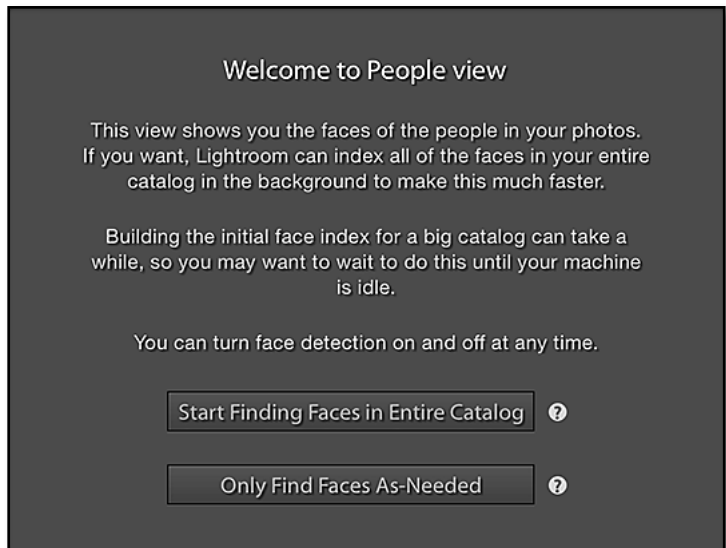 Welcome to People view
This view shows you the faces of the people in your photos.
If you want, Lightroom can index all of the faces in your entire
catalog in the background to make this much faster.
Building the initial face index for a big catalog can take a
while, so you may want to wait to do this until your machine
is idle.
You can turn face detection on and off at any time.
Start Finding Faces in Entire Catalog ?
Only Find Faces As-Needed ?